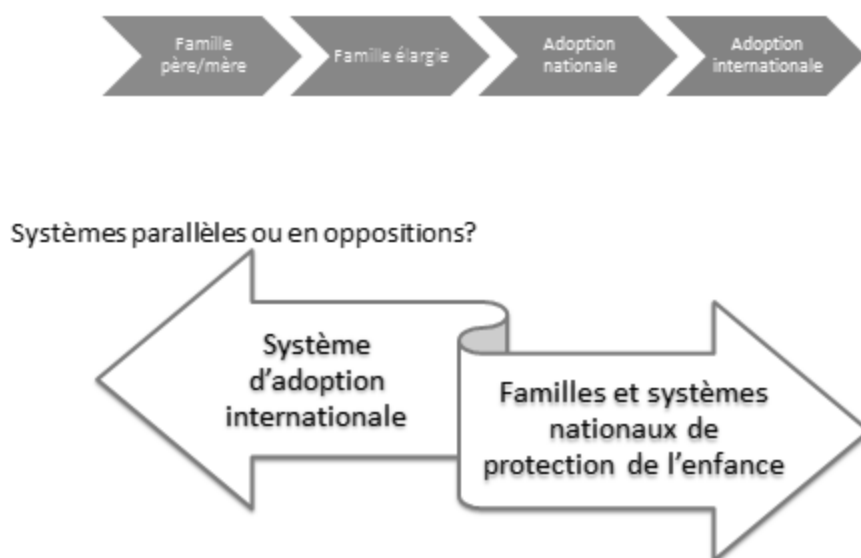 Famille
père/mère
Famille élargie
Adoption
nationale
Adoption
internationale
Systèmes parallèles ou en oppositions?
Système
d'adoption
internationale
Familles et systèmes
nationaux de
protection de l'enfance